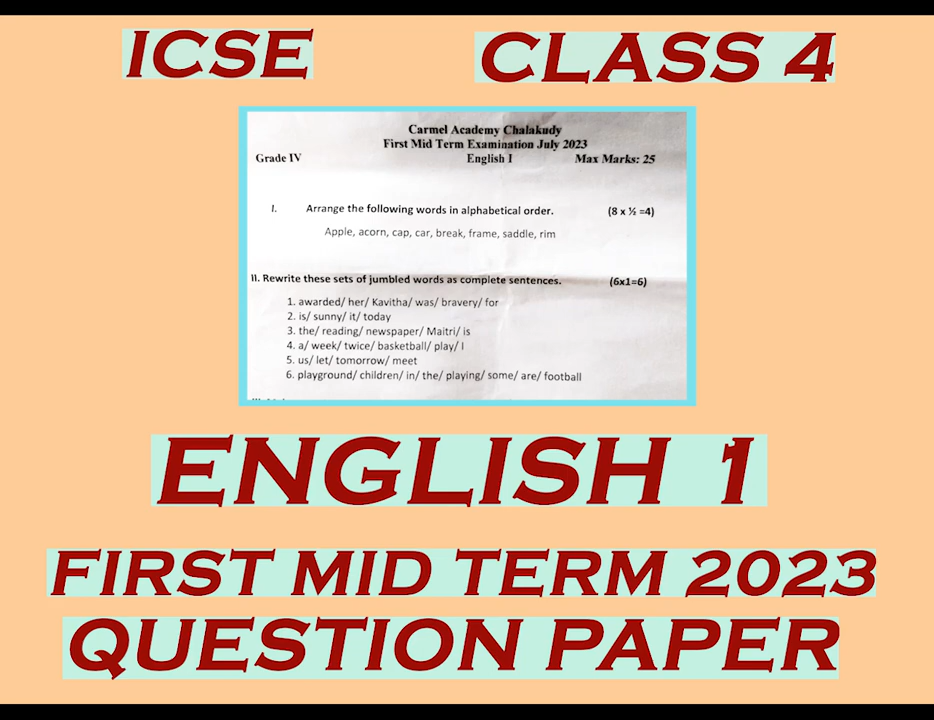 ICSE CLASS 4
Carmel Academy Chalakudy
First Mid Term Examination July 2023
Grade IV English I Max Marks: 25
I. Arrange the following words in alphabetical order. (8 x ½ =4)
Apple, acorn, cap, car, break, frame, saddle, rim
II. Rewrite these sets of jumbled words as complete sentences. (6x1=6)
1. awarded/ her/ Kavitha/ was/ bravery/ for
2. is/ sunny/ it/ today
3. the/ reading/ newspaper/ Maitri/ is
4. a/ week/ twice/ basketball/ play/ I
5. us/ let/ tomorrow/ meet
6. playground/ children/ in/ the/ playing/ some/ are/ football
ENGLISH 1
FIRST MID TERM 2023
QUESTION PAPER